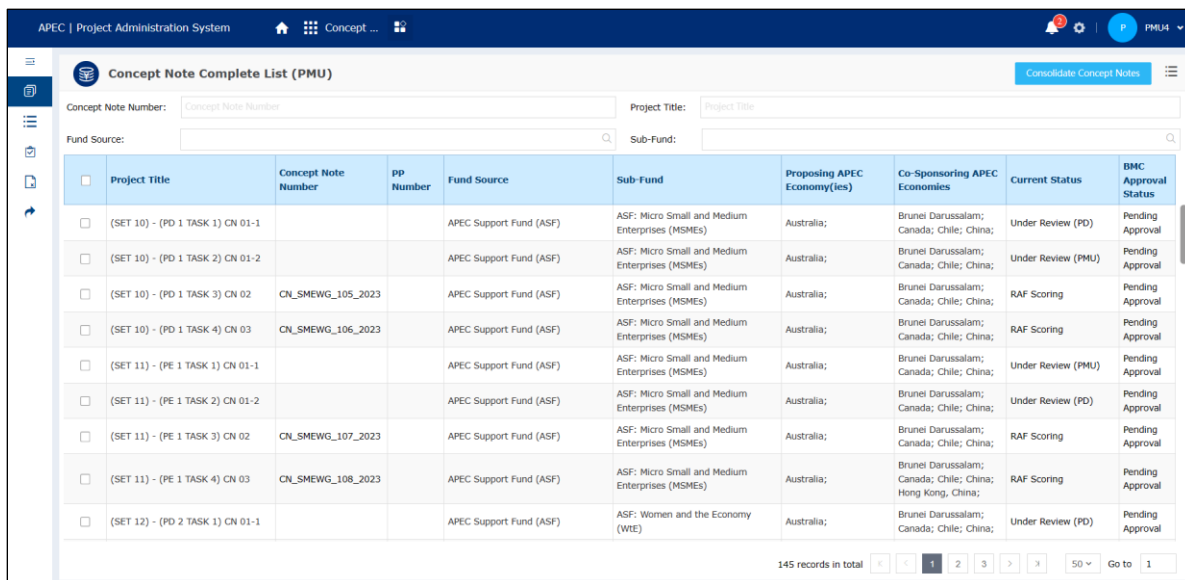 APEC | Project Administration System
Concept ...
2
P
PMU4
Concept Note Complete List (PMU)
Consolidate Concept Notes
Concept Note Number:
Concept Note Number
Project Title:
Project Title
Fund Source:
Sub-Fund:
Project Title
Concept Note
Number
PP
Number
Fund Source
Sub-Fund
Proposing APEC
Economy(ies)
Co-Sponsoring APEC
Economies
Current Status
BMC
Approval
Status
(SET 10) - (PD 1 TASK 1) CN 01-1
APEC Support Fund (ASF)
ASF: Micro Small and Medium
Enterprises (MSMEs)
Australia;
Brunei Darussalam;
Canada; Chile; China;
Under Review (PD)
Pending
Approval
(SET 10) - (PD 1 TASK 2) CN 01-2
APEC Support Fund (ASF)
ASF: Micro Small and Medium
Enterprises (MSMEs)
Australia;
Brunei Darussalam;
Canada; Chile; China;
Under Review (PMU)
Pending
Approval
(SET 10) - (PD 1 TASK 3) CN 02
CN_SMEWG_105_2023
APEC Support Fund (ASF)
ASF: Micro Small and Medium
Enterprises (MSMEs)
Australia;
Brunei Darussalam;
Canada; Chile; China;
RAF Scoring
Pending
Approval
(SET 10) - (PD 1 TASK 4) CN 03
CN_SMEWG_106_2023
APEC Support Fund (ASF)
ASF: Micro Small and Medium
Enterprises (MSMEs)
Australia;
Brunei Darussalam;
Canada; Chile; China;
RAF Scoring
Pending
Approval
(SET 11) - (PE 1 TASK 1) CN 01-1
APEC Support Fund (ASF)
ASF: Micro Small and Medium
Enterprises (MSMEs)
Australia;
Brunei Darussalam;
Canada; Chile; China;
Under Review (PMU)
Pending
Approval
(SET 11) - (PE 1 TASK 2) CN 01-2
APEC Support Fund (ASF)
ASF: Micro Small and Medium
Enterprises (MSMEs)
Australia;
Brunei Darussalam;
Canada; Chile; China;
Under Review (PD)
Pending
Approval
(SET 11) - (PE 1 TASK 3) CN 02
CN_SMEWG_107_2023
APEC Support Fund (ASF)
ASF: Micro Small and Medium
Enterprises (MSMEs)
Australia;
Brunei Darussalam;
Canada; Chile; China;
RAF Scoring
Pending
Approval
(SET 11) - (PE 1 TASK 4) CN 03
CN_SMEWG_108_2023
APEC Support Fund (ASF)
ASF: Micro Small and Medium
Enterprises (MSMEs)
Australia;
Brunei Darussalam;
Canada; Chile; China;
Hong Kong, China;
RAF Scoring
Pending
Approval
(SET 12) - (PD 2 TASK 1) CN 01-1
APEC Support Fund (ASF)
ASF: Women and the Economy
(WtE)
Australia;
Brunei Darussalam;
Canada; Chile; China;
Under Review (PD)
Pending
Approval
145 records in total
1
2
3
50
Go to
1